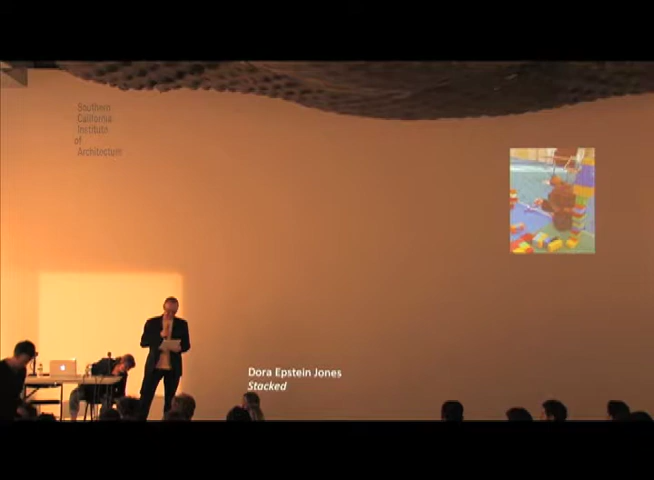 Southern
California
Institute
of
Architecture
Dora Epstein Jones
Stacked